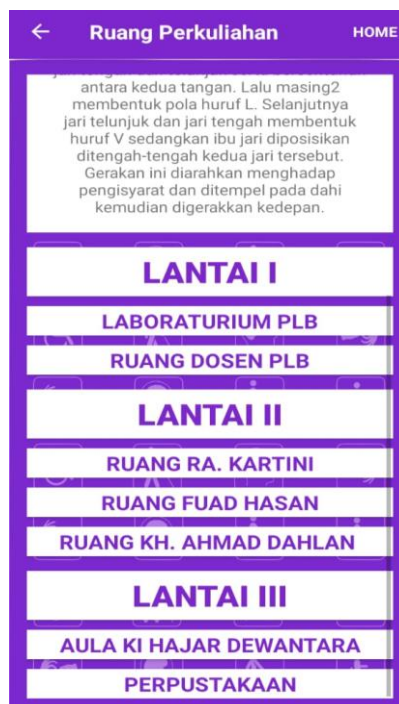 Ruang Perkuliahan
HOME
antara kedua tangan. Lalu masing2
membentuk pola huruf L. Selanjutnya
jari telunjuk dan jari tengah membentuk
huruf V sedangkan ibu jari diposisikan
ditengah-tengah kedua jari tersebut.
Gerakan ini diarahkan menghadap
pengisyarat dan ditempel pada dahi
kemudian digerakkan kedepan.
LANTAI I
LABORATURIUM PLB
RUANG DOSEN PLB
LANTAI II
RUANG RA. KARTINI
RUANG FUAD HASAN
RUANG KH. AHMAD DAHLAN
LANTAI III
AULA KI HAJAR DEWANTARA
PERPUSTAKAAN